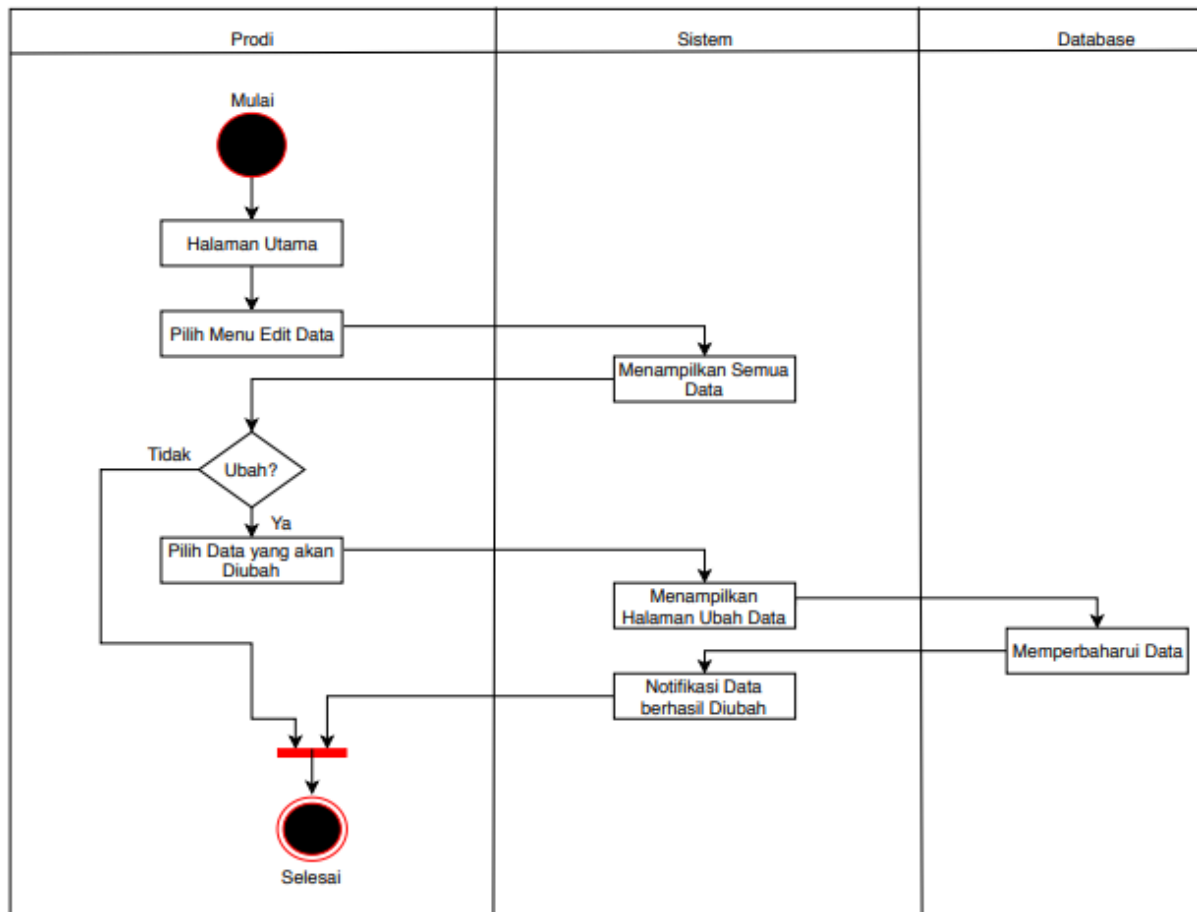 Prodi
Sistem
Database
Mulai
Halaman Utama
Pilih Menu Edit Data
Menampilkan Semua
Data
Tidak
Ubah?
Ya
Pilih Data yang akan
Diubah
Menampilkan
Halaman Ubah Data
Memperbaharui Data
Notifikasi Data
berhasil Diubah
Selesai